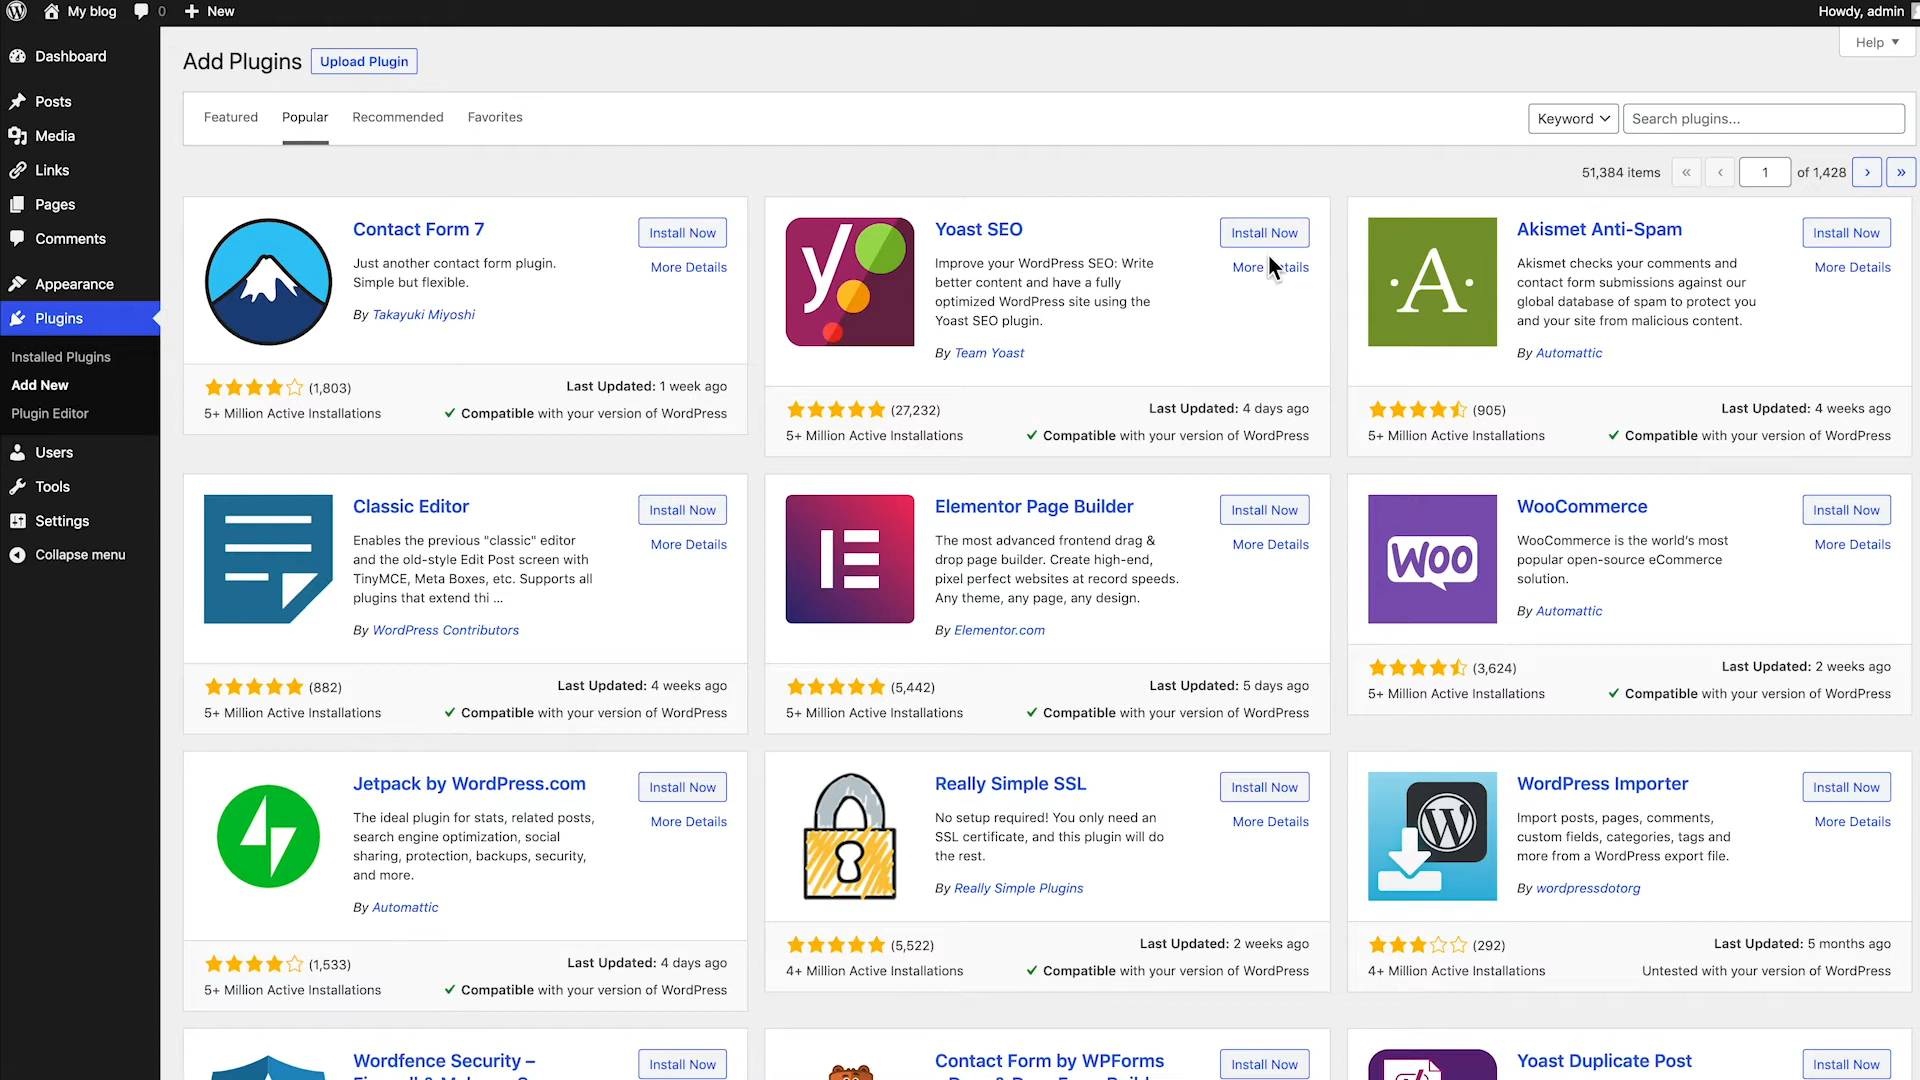 My blog
0
New
Howdy, admin
Dashboard
Posts
Media
Links
Pages
Comments
Appearance
Plugins
Installed Plugins
Add New
Plugin Editor
Users
Tools
Settings
Collapse menu
Help
Add Plugins
Upload Plugin
Featured
Popular
Recommended
Favorites
Keyword
Search plugins...
51,384 items
«
‹
1
of 1,428
›
»
Contact Form 7
Install Now
More Details
Just another contact form plugin.
Simple but flexible.
By Takayuki Miyoshi
(1,803)
Last Updated: 1 week ago
5+ Million Active Installations
Compatible with your version of WordPress
y
Yoast SEO
Install Now
More
Improve your WordPress SEO: Write
better content and have a fully
optimized WordPress site using the
Yoast SEO plugin.
By Team Yoast
(27,232)
Last Updated: 4 days ago
5+ Million Active Installations
Compatible with your version of WordPress
·A·
Akismet Anti-Spam
Install Now
More Details
Akismet checks your comments and
contact form submissions against our
global database of spam to protect you
and your site from malicious content.
By Automattic
(905)
Last Updated: 4 weeks ago
5+ Million Active Installations
Compatible with your version of WordPress
Classic Editor
Install Now
More Details
Enables the previous "classic" editor
and the old-style Edit Post screen with
TinyMCE, Meta Boxes, etc. Supports all
plugins that extend thi ...
By WordPress Contributors
(882)
Last Updated: 4 weeks ago
5+ Million Active Installations
Compatible with your version of WordPress
Elementor Page Builder
Install Now
More Details
The most advanced frontend drag &
drop page builder. Create high-end,
pixel perfect websites at record speeds.
Any theme, any page, any design.
By Elementor.com
(5,442)
Last Updated: 5 days ago
5+ Million Active Installations
Compatible with your version of WordPress
WOO
WooCommerce
Install Now
More Details
WooCommerce is the world's most
popular open-source eCommerce
solution.
By Automattic
(3,624)
Last Updated: 2 weeks ago
5+ Million Active Installations
Compatible with your version of WordPress
Jetpack by WordPress.com
Install Now
More Details
The ideal plugin for stats, related posts,
search engine optimization, social
sharing, protection, backups, security,
and more.
By Automattic
(1,533)
Last Updated: 4 days ago
5+ Million Active Installations
Compatible with your version of WordPress
Really Simple SSL
Install Now
More Details
No setup required! You only need an
SSL certificate, and this plugin will do
the rest.
By Really Simple Plugins
(5,522)
Last Updated: 2 weeks ago
4+ Million Active Installations
Compatible with your version of WordPress
WordPress Importer
Install Now
More Details
Import posts, pages, comments,
custom fields, categories, tags and
more from a WordPress export file.
By wordpressdotorg
(292)
Last Updated: 5 months ago
4+ Million Active Installations
Untested with your version of WordPress
Wordfence Security –
Install Now
Contact Form by WPForms
Install Now
Yoast Duplicate Post
Install Now